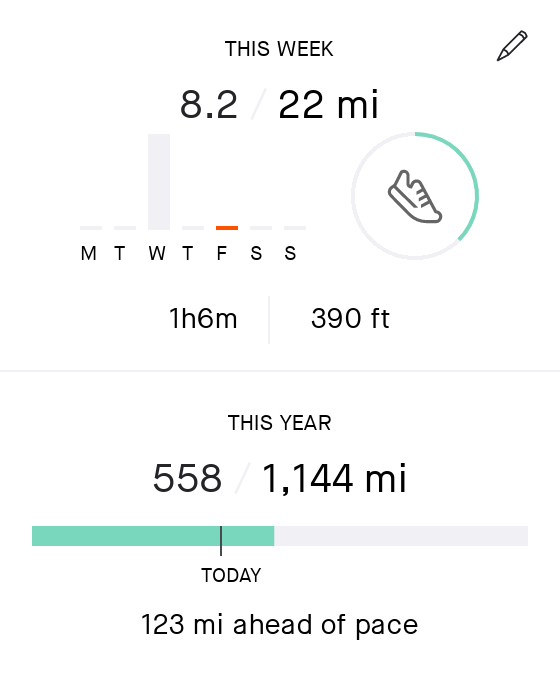 THIS WEEK
8.2 / 22 mi
M T W T F S S
1h6m 390 ft
THIS YEAR
558 / 1,144 mi
TODAY
123 mi ahead of pace